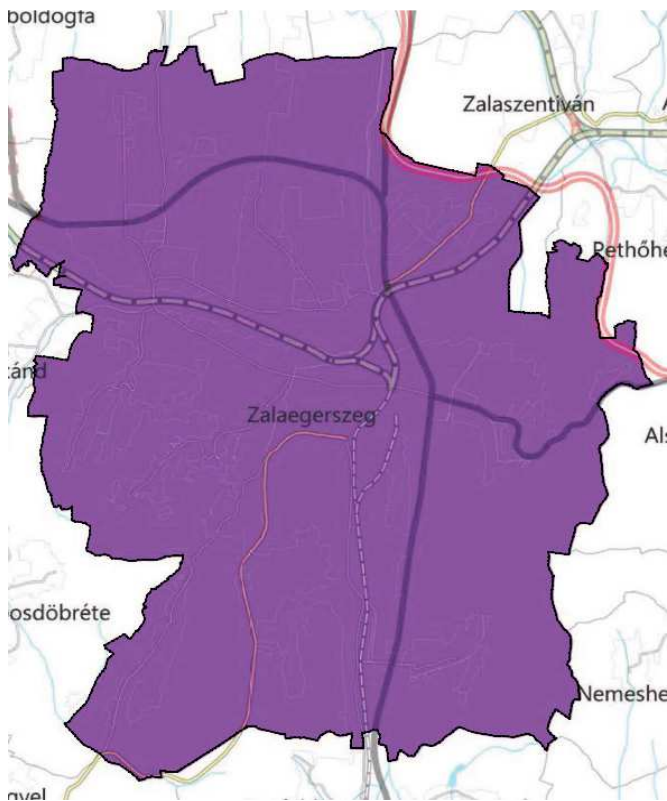 boldogfa
Zalaszentiván
Pethőhe
ánd
Zalaegerszeg
Als
osdöbréte
Nemeshe
gyel